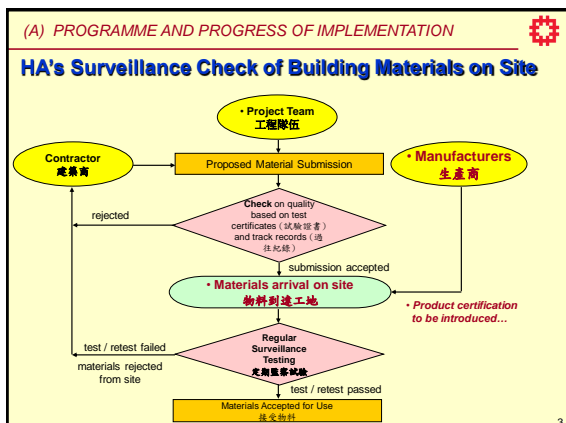 (A) PROGRAMME AND PROGRESS OF IMPLEMENTATION
HA's Surveillance Check of Building Materials on Site
• Project Team
工程隊伍
Contractor
建築商
Proposed Material Submission
• Manufacturers
生產商
rejected
Check on quality
based on test
certificates (試驗證書)
and track records (過
往紀錄)
submission accepted
• Materials arrival on site
物料到達工地
• Product certification
to be introduced...
test / retest failed
materials rejected
from site
Regular
Surveillance
Testing
定期監察試驗
test / retest passed
Materials Accepted for Use
接受物料
3